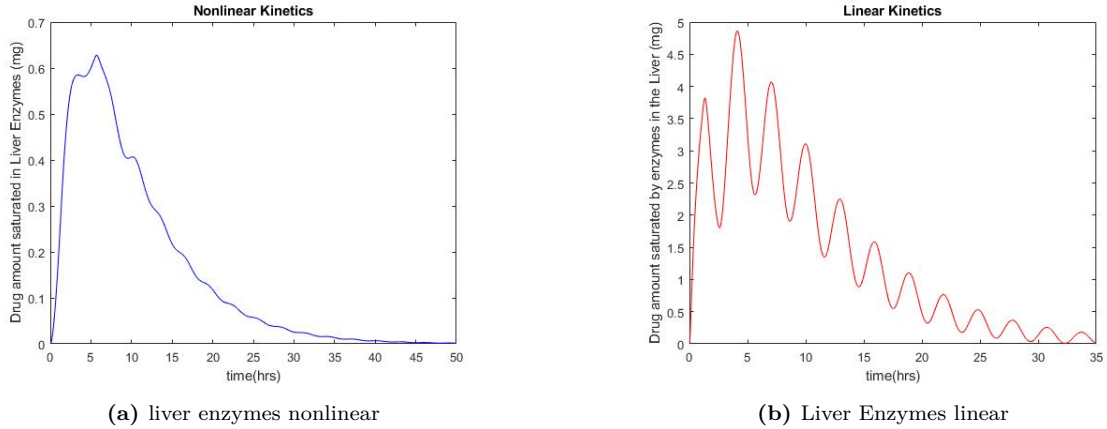 Nonlinear Kinetics
Drug amount saturated in Liver Enzymes (mg)
0.7
0.6
0.5
0.4
0.3
0.2
0.1
0
0 5 10 15 20 25 30 35 40 45 50
time(hrs)
(a) liver enzymes nonlinear
Linear Kinetics
Drug amount saturated by enzymes in the Liver (mg)
5
4.5
4
3.5
3
2.5
2
1.5
1
0.5
0
0 5 10 15 20 25 30 35
time(hrs)
(b) Liver Enzymes linear